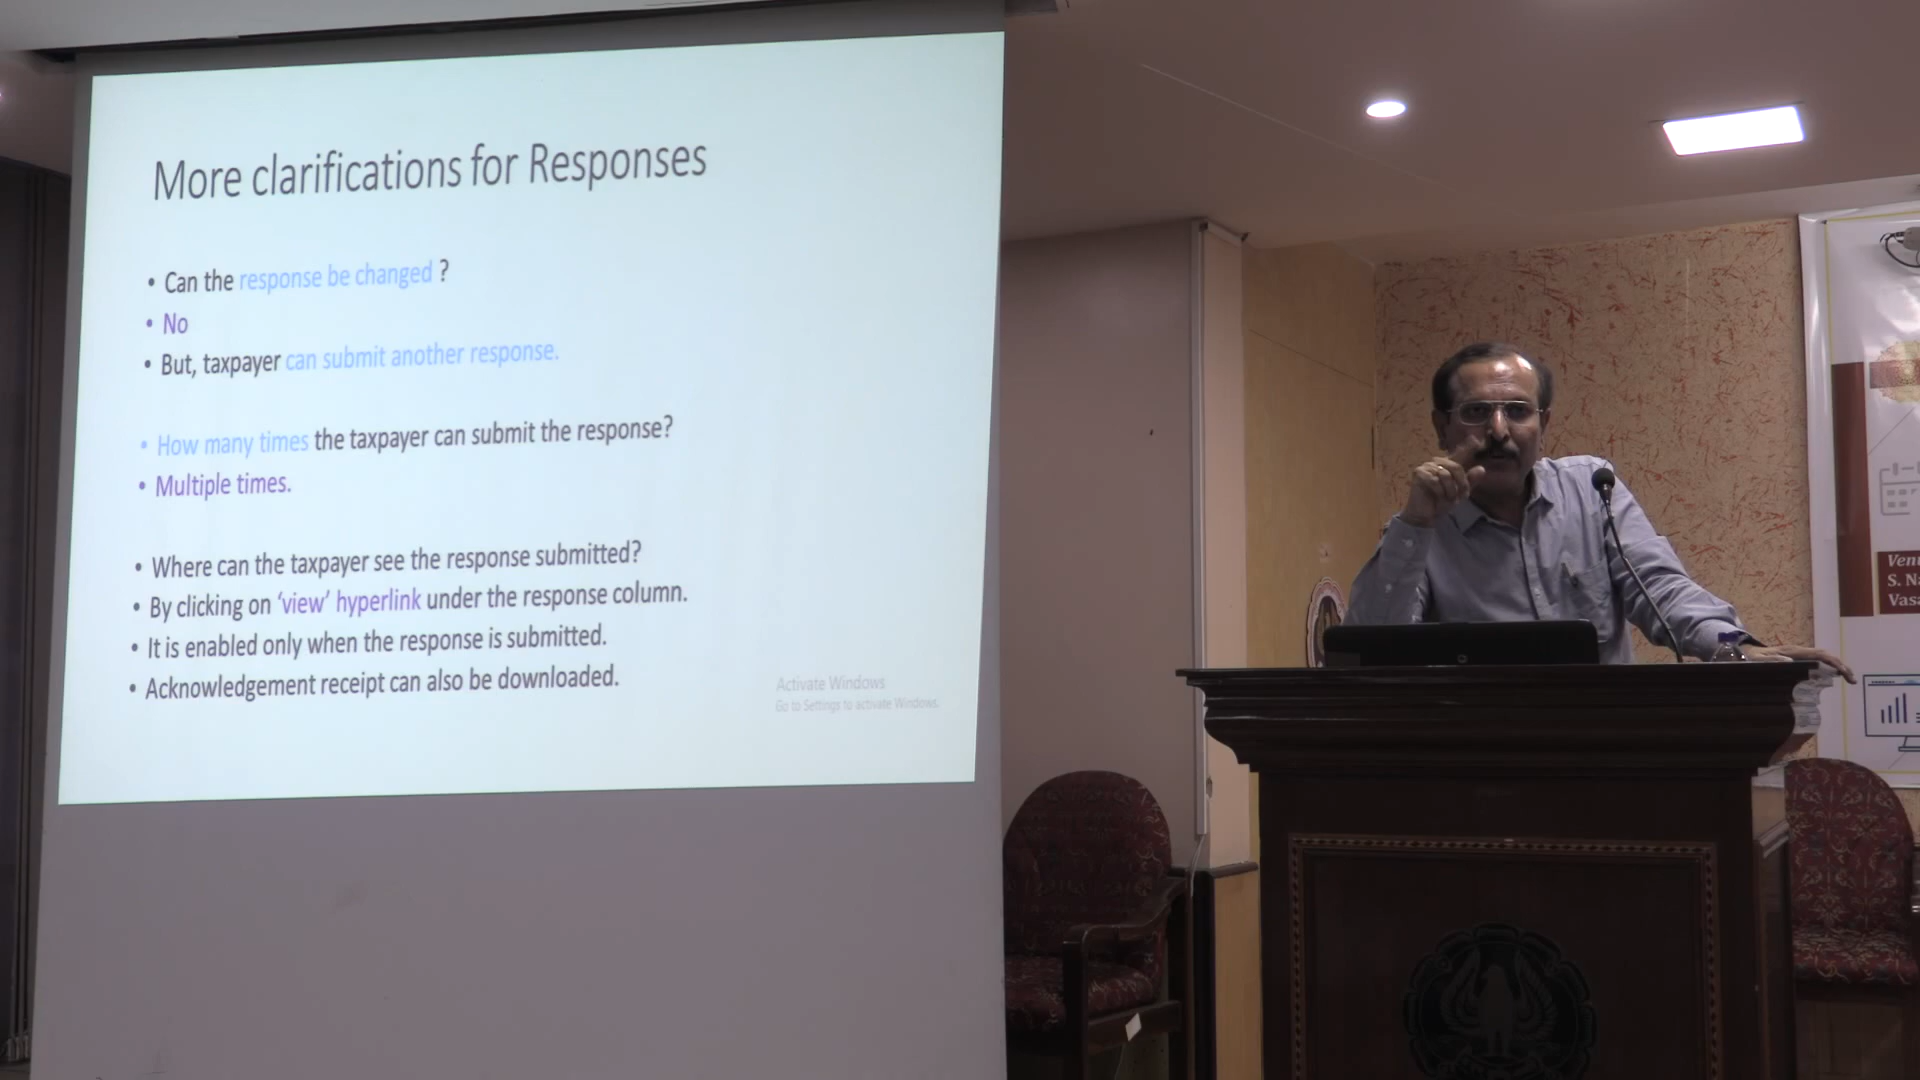 More clarifications for Responses
• Can the response be changed ?
• No
• But, taxpayer can submit another response.
• How many times the taxpayer can submit the response?
• Multiple times.
• Where can the taxpayer see the response submitted?
• By clicking on ‘view’ hyperlink under the response column.
• It is enabled only when the response is submitted.
• Acknowledgement receipt can also be downloaded.
Activate Windows
Go to Settings to activate Windows.
S. Na
Vasa